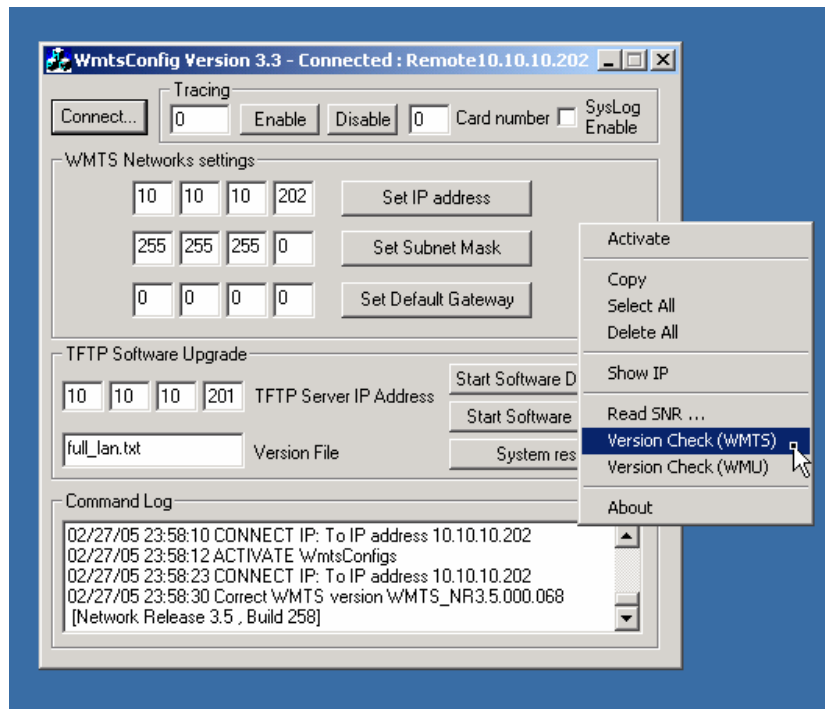 WmtsConfig Version 3.3 - Connected : Remote10.10.10.202
Tracing
Connect... 0 Enable Disable 0 Card number SysLog Enable
WMTS Networks settings
10 10 10 202 Set IP address
255 255 255 0 Set Subnet Mask
0 0 0 0 Set Default Gateway
TFTP Software Upgrade
10 10 10 201 TFTP Server IP Address
full_lan.txt Version File
Start Software D
Start Software
System res
Command Log
02/27/05 23:58:10 CONNECT IP: To IP address 10.10.10.202
02/27/05 23:58:12 ACTIVATE WmtsConfigs
02/27/05 23:58:23 CONNECT IP: To IP address 10.10.10.202
02/27/05 23:58:30 Correct WMTS version WMTS_NR3.5.000.068
[Network Release 3.5 , Build 258]
Activate
Copy
Select All
Delete All
Show IP
Read SNR ...
Version Check (WMTS)
Version Check (WMU)
About